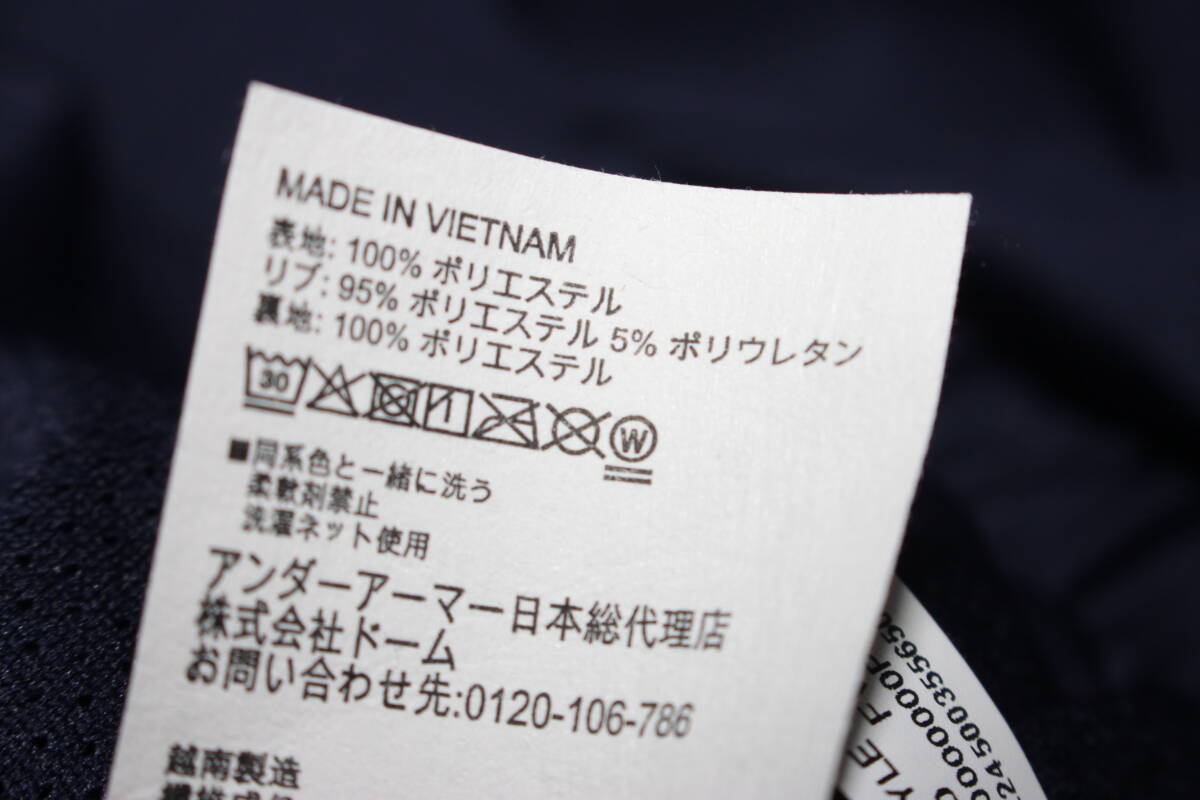 MADE IN VIETNAM
表地: 100% ポリエステル
リブ: 95% ポリエステル 5% ポリウレタン
裏地: 100% ポリエステル
30 W
■同系色と一緒に洗う
柔軟剤禁止
洗濯ネット使用
アンダーアーマー日本総代理店
株式会社ドーム
お問い合わせ先:0120-106-786
越南製造